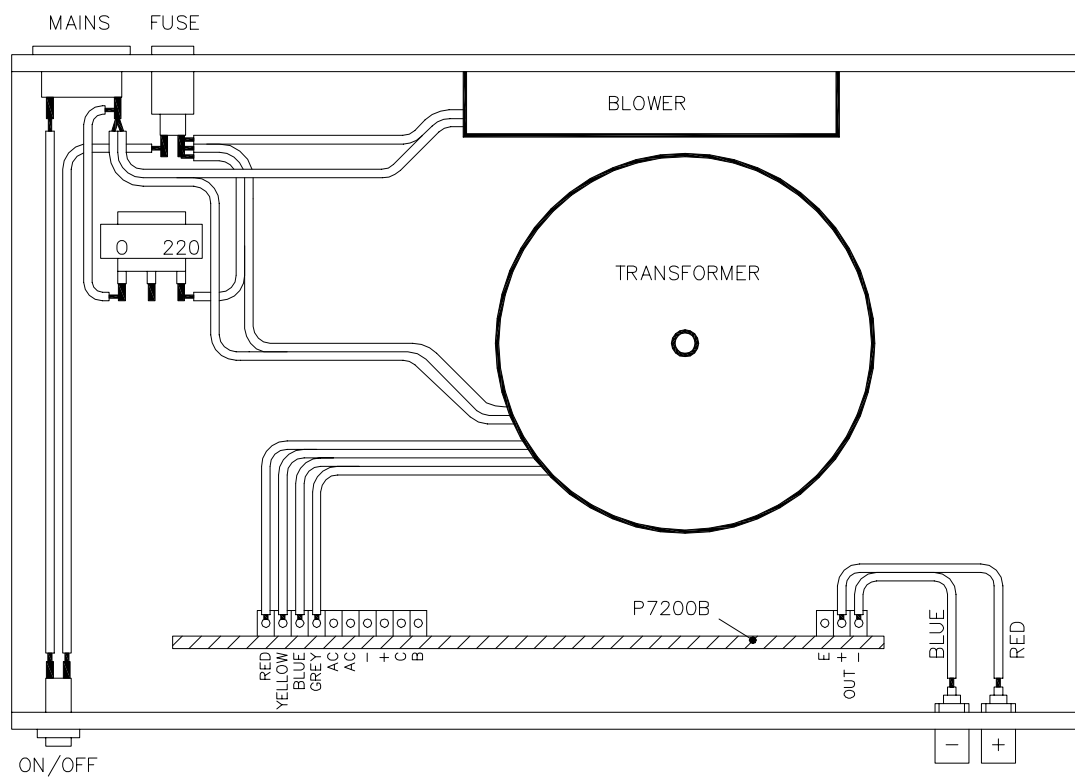 MAINS FUSE
BLOWER
0 220
TRANSFORMER
P7200B
RED
YELLOW
BLUE
GREY
AC
AC
-
+
C
B
E
+
-
OUT
BLUE
RED
- +
ON/OFF